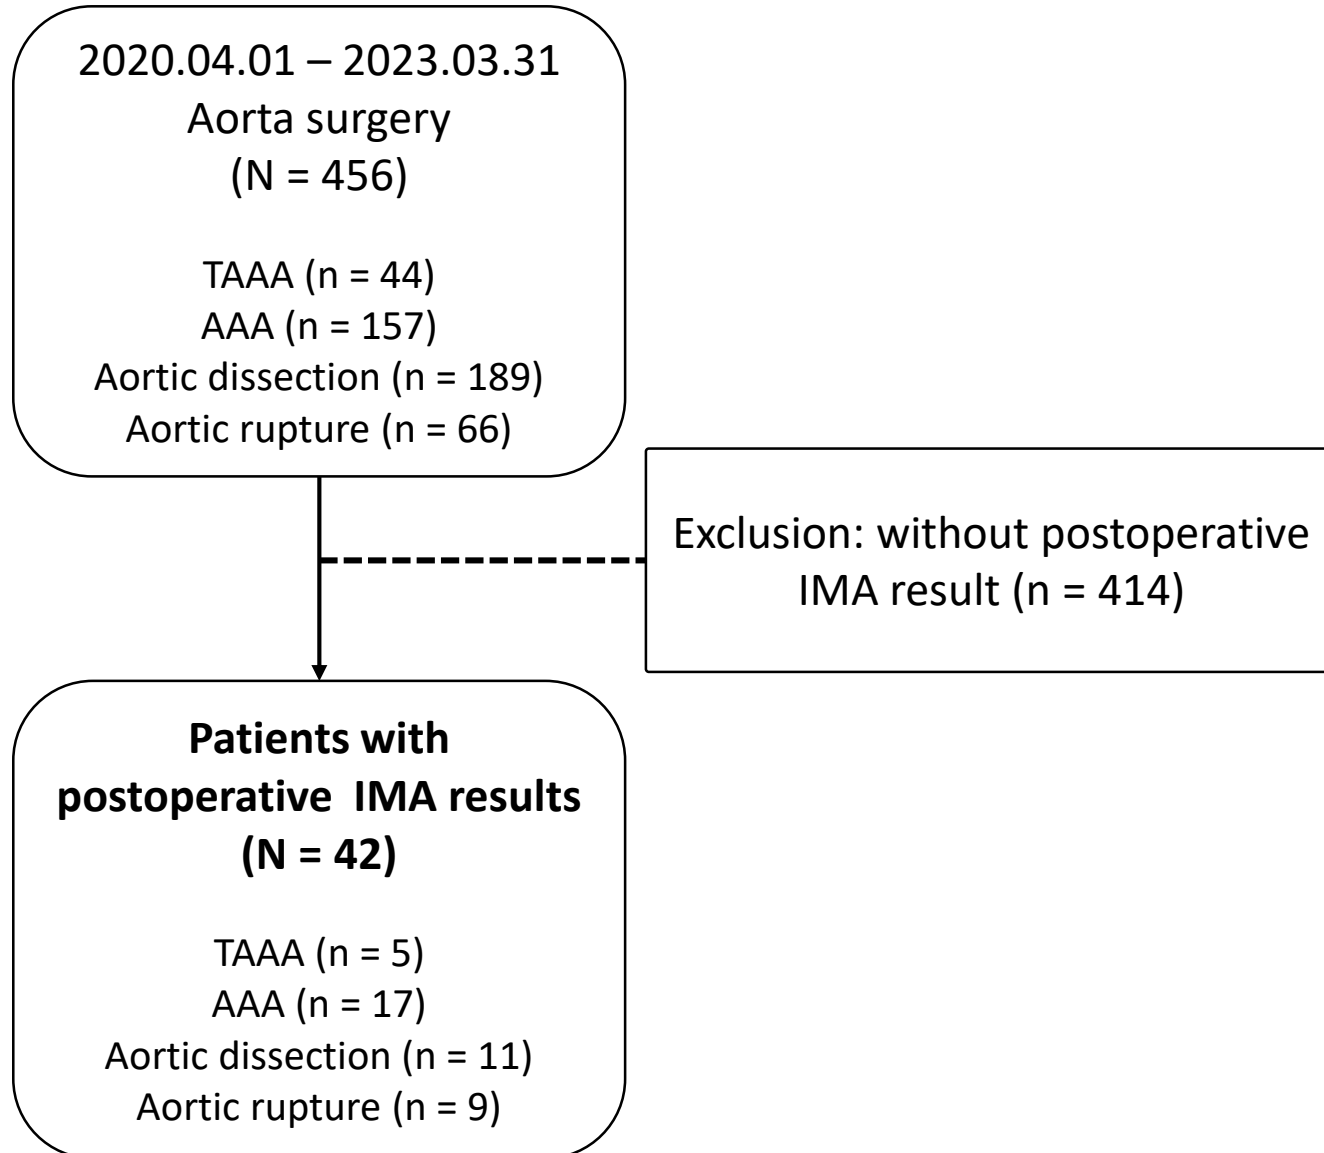 2020.04.01 – 2023.03.31
Aorta surgery
(N = 456)
TAAA (n = 44)
AAA (n = 157)
Aortic dissection (n = 189)
Aortic rupture (n = 66)
Exclusion: without postoperative
IMA result (n = 414)
Patients with
postoperative  IMA results
(N = 42)
TAAA (n = 5)
AAA (n = 17)
Aortic dissection (n = 11)
Aortic rupture (n = 9)